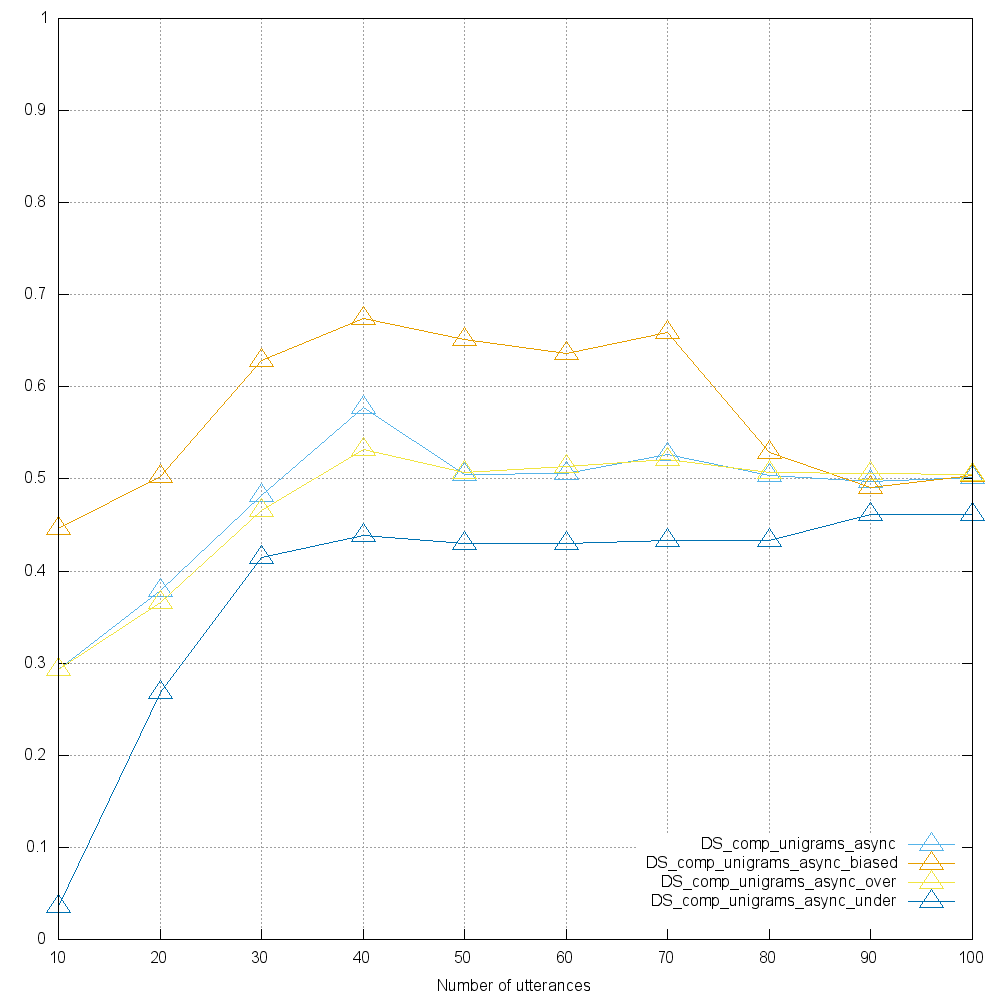 1
0.9
0.8
0.7
0.6
0.5
0.4
0.3
0.2
0.1
0
10 20 30 40 50 60 70 80 90 100
Number of utterances
DS_comp_unigrams_async
DS_comp_unigrams_async_biased
DS_comp_unigrams_async_over
DS_comp_unigrams_async_under